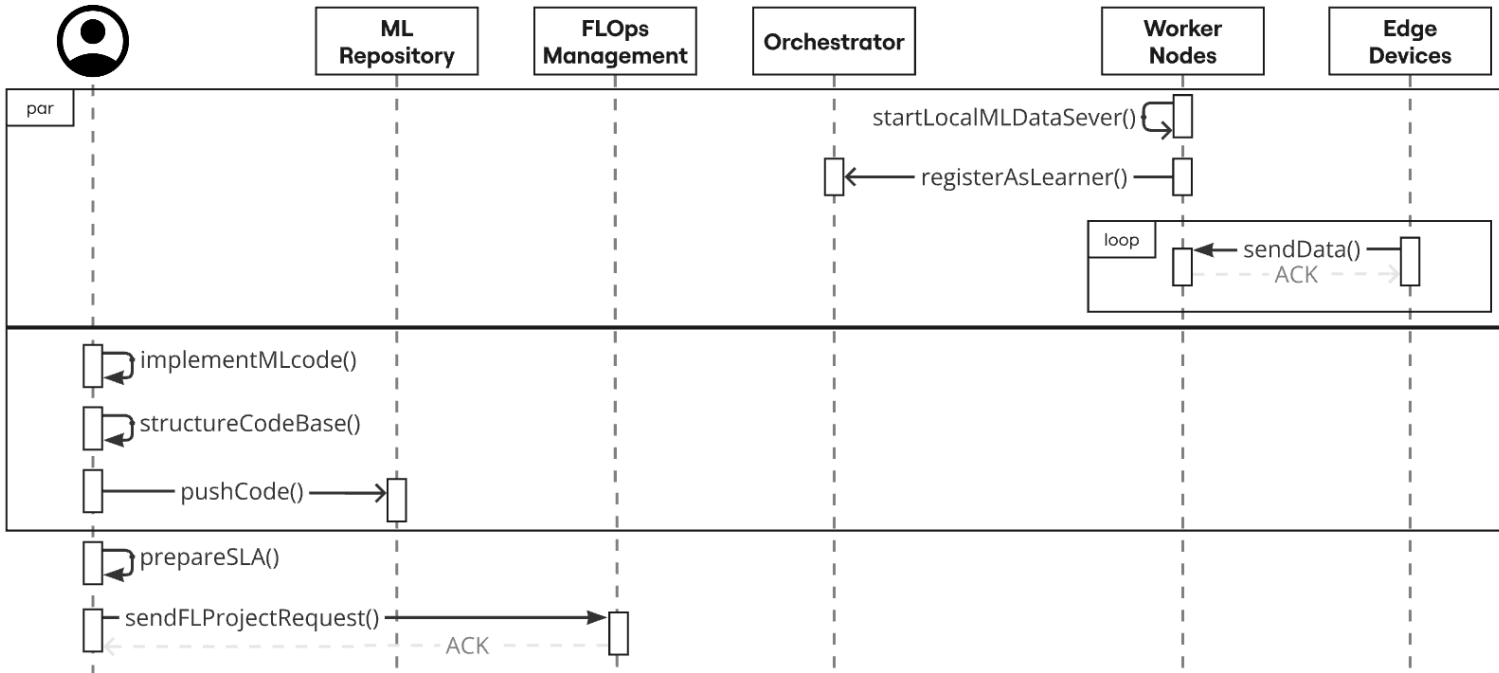 ML
Repository
FLOps
Management
Orchestrator
Worker
Nodes
Edge
Devices
par
startLocalMLDataSever()
registerAsLearner()
loop
sendData()
ACK
implementMLcode()
structureCodeBase()
pushCode()
prepareSLA()
sendFLProjectRequest()
ACK